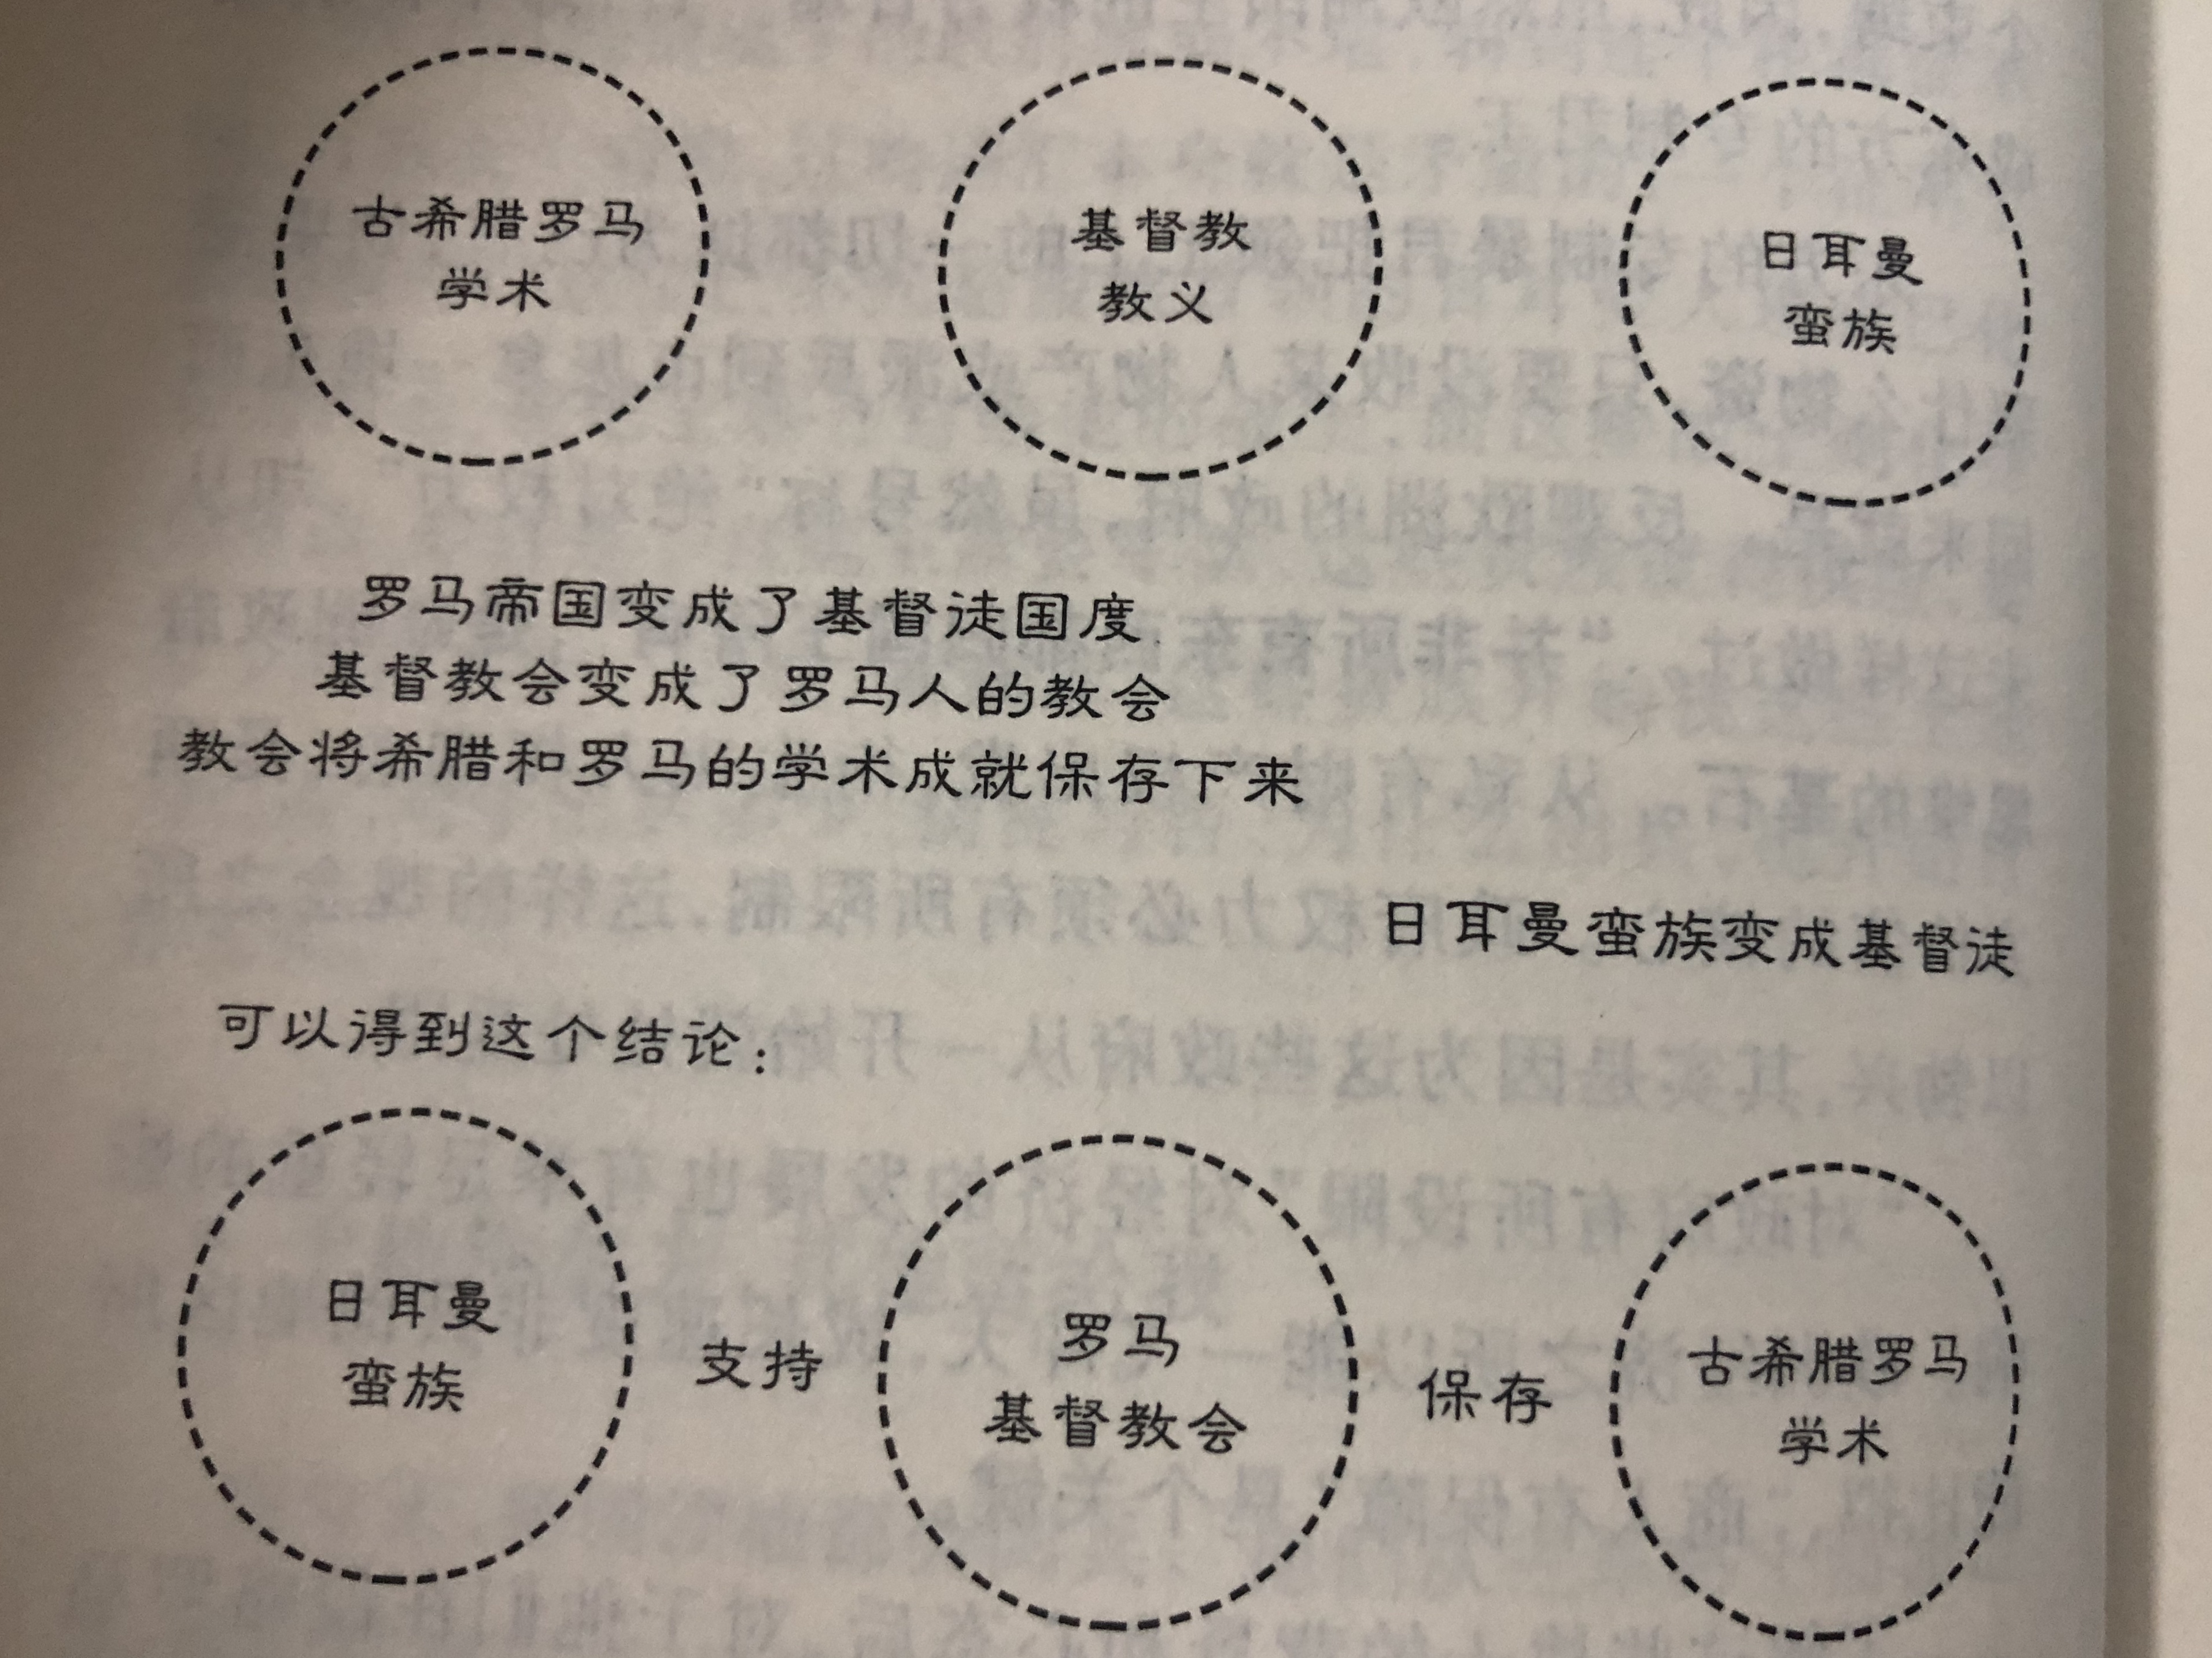 古希腊罗马
学术
基督教
教义
日耳曼
蛮族
罗马帝国变成了基督徒国度
基督教会变成了罗马人的教会
教会将希腊和罗马的学术成就保存下来
日耳曼蛮族变成基督徒
可以得到这个结论：
日耳曼
蛮族
支持
罗马
基督教会
保存
古希腊罗马
学术